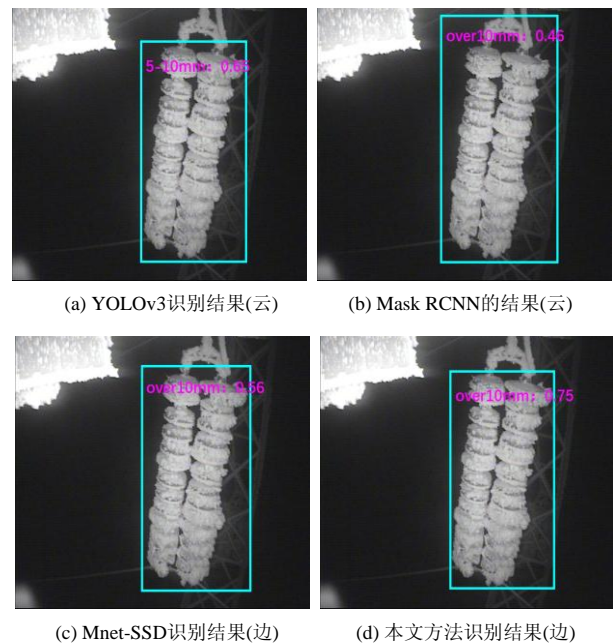 5-10mm: 0.65
over10mm: 0.46
(a) YOLOv3识别结果(云)
(b) Mask RCNN的结果(云)
over10mm: 0.56
over10mm: 0.75
(c) Mnet-SSD识别结果(边)
(d) 本文方法识别结果(边)